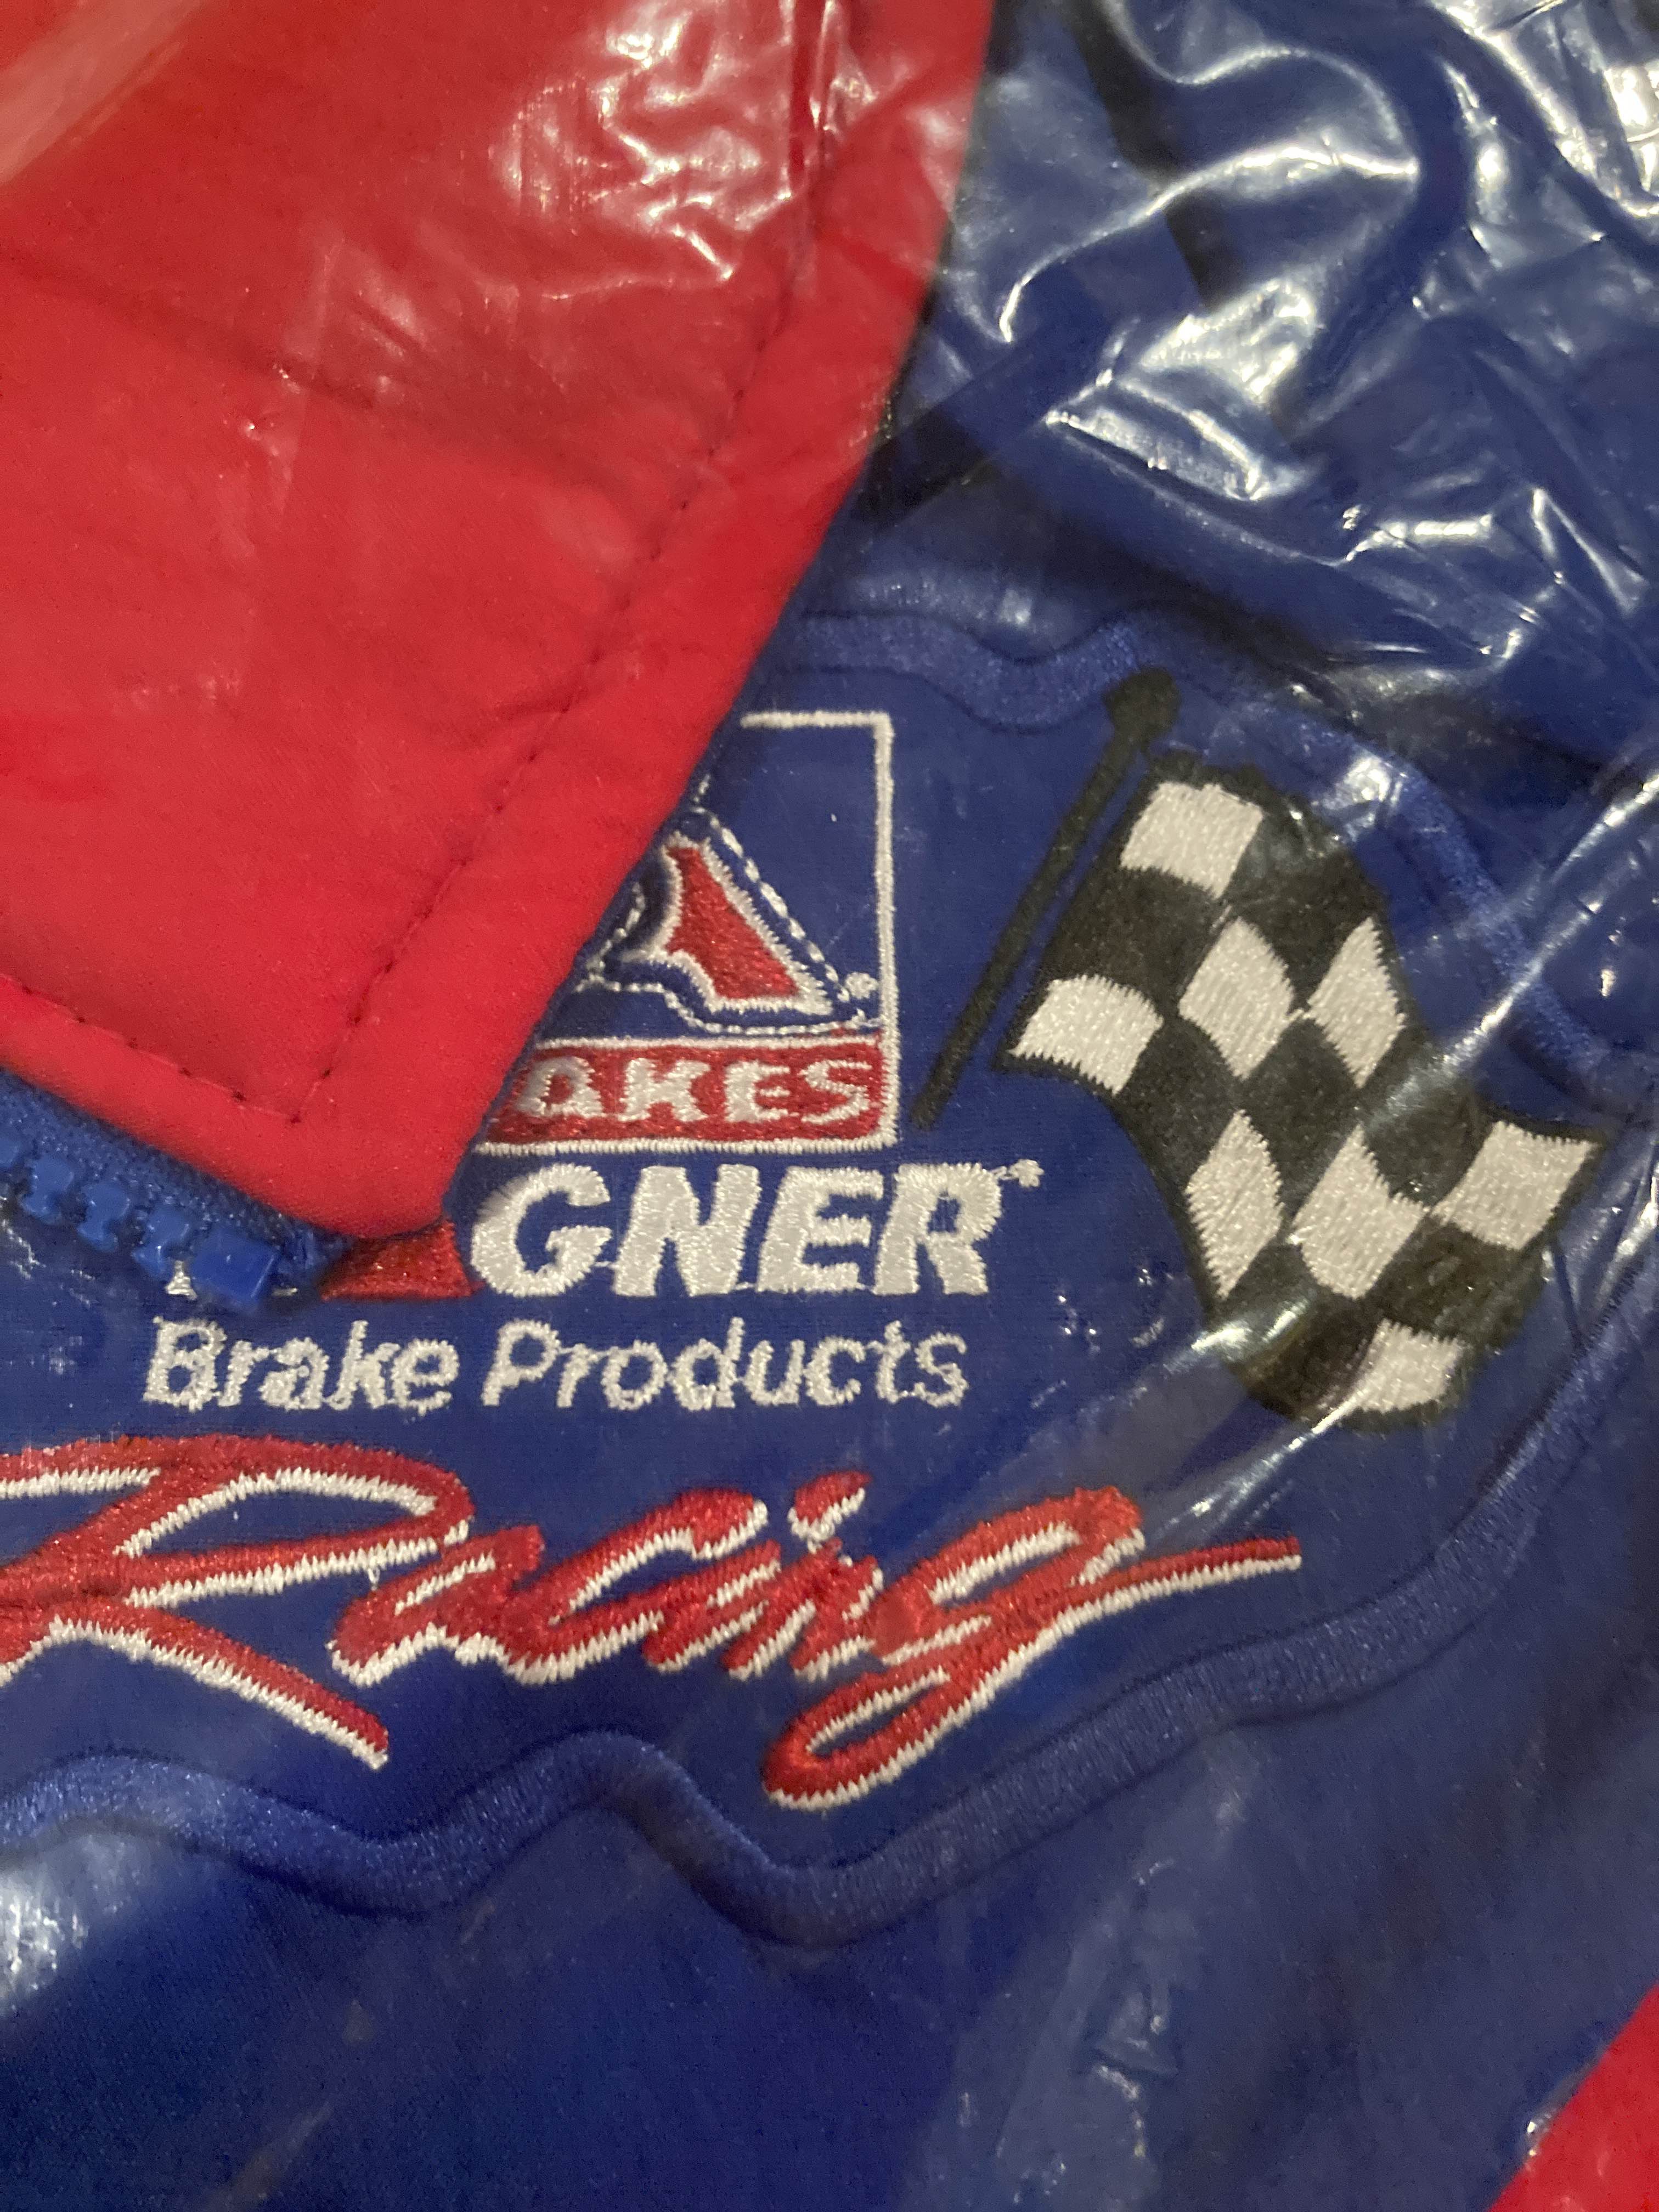 AKES
GNER
Brake Products
Racing